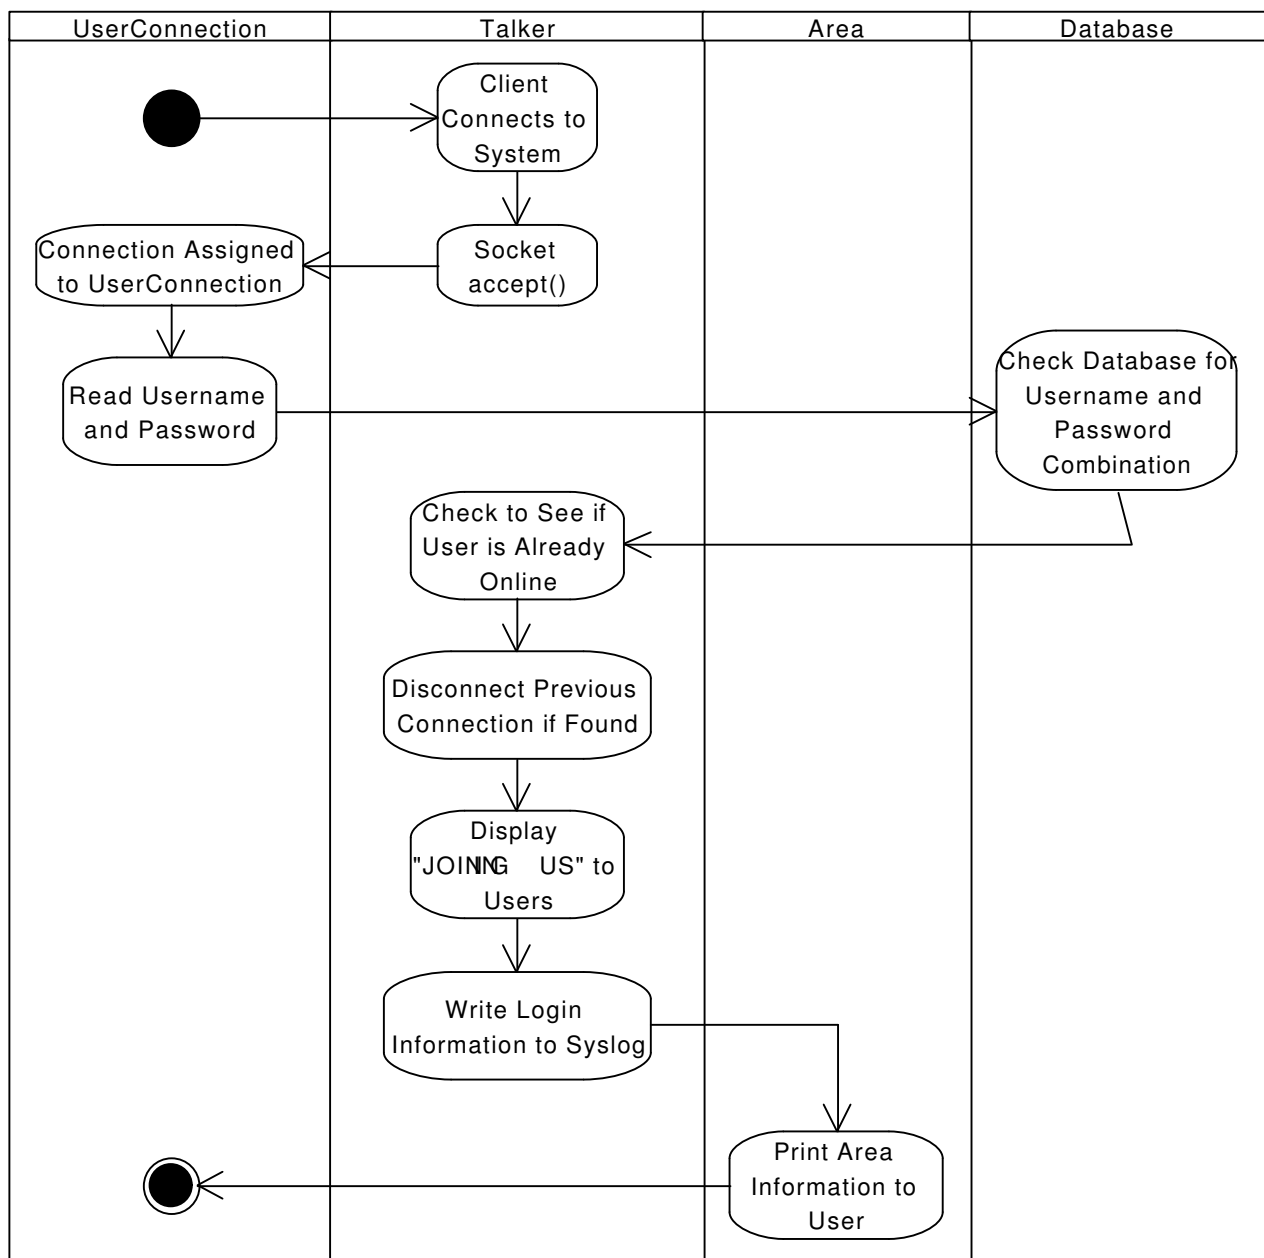 UserConnection
Talker
Area
Database
Client
Connects to
System
Connection Assigned
to UserConnection
Socket
accept()
Read Username
and Password
Check Database for
Username and
Password
Combination
Check to See if
User is Already
Online
Disconnect Previous
Connection if Found
Display
"JOINING US" to
Users
Write Login
Information to Syslog
Print Area
Information to
User